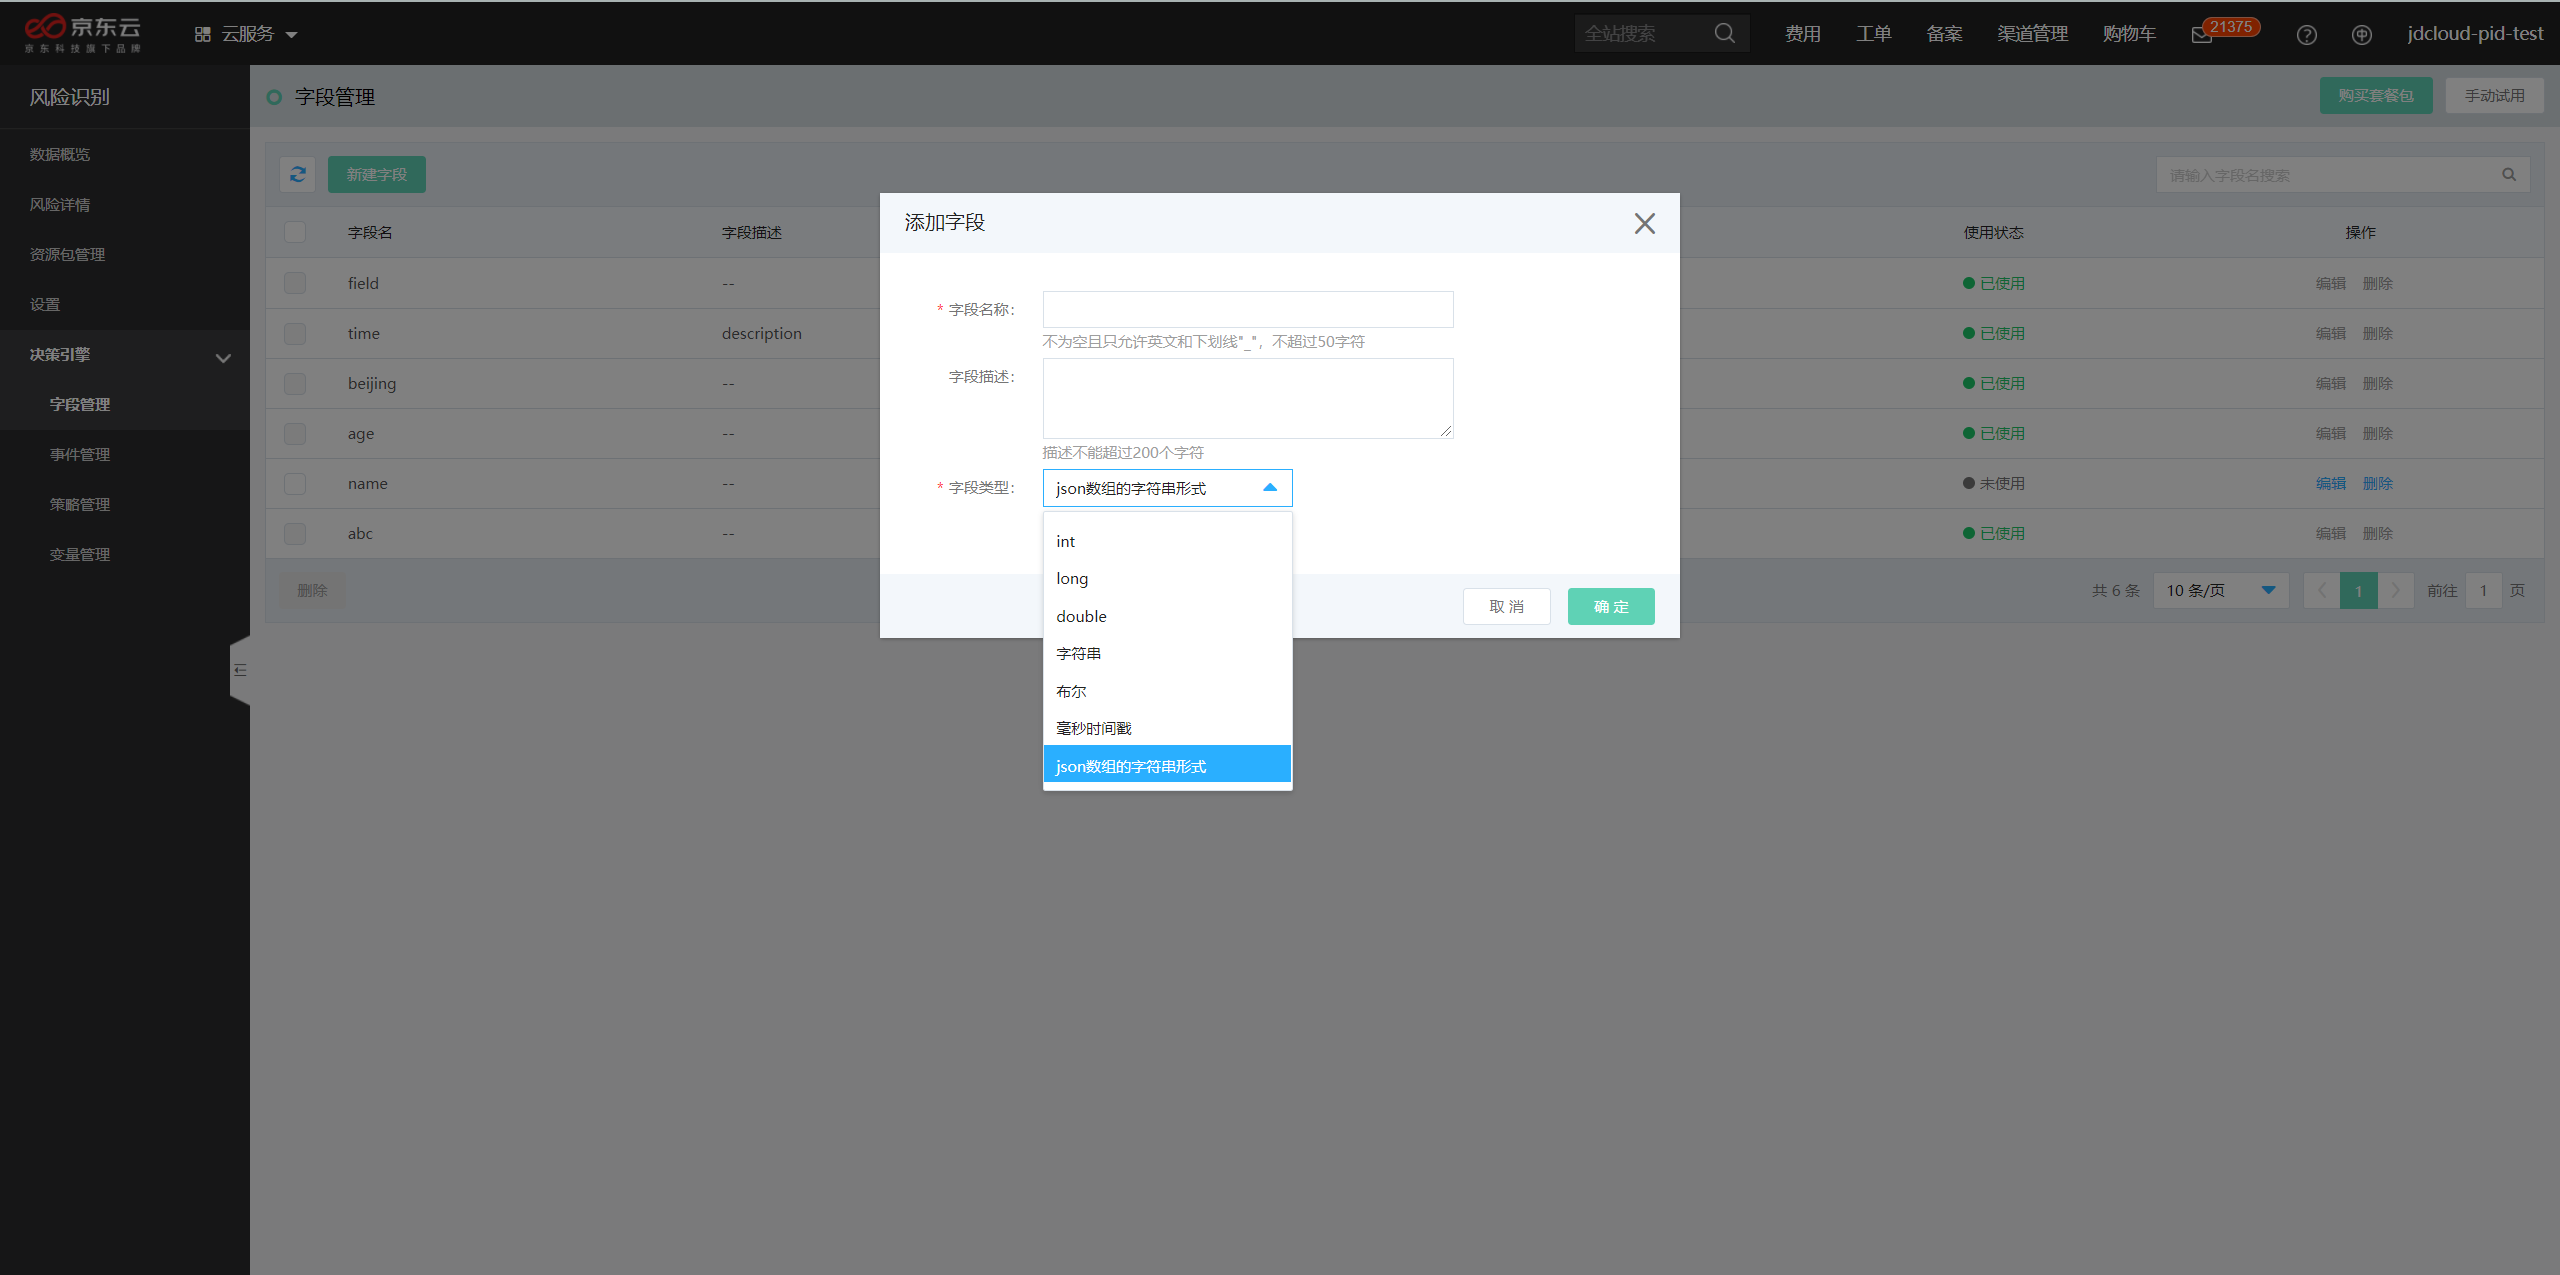 京东云
京东科技旗下品牌
云服务
全站搜索
费用
工单
备案
渠道管理
购物车
21375
jdcloud-pid-test
风险识别
数据概览
风险详情
资源包管理
设置
决策引擎
字段管理
事件管理
策略管理
变量管理
字段管理
购买套餐包
手动试用
新建字段
请输入字段名搜索
字段名 字段描述 使用状态 操作
field -- 已使用 编辑 删除
time description 已使用 编辑 删除
beijing -- 已使用 编辑 删除
age -- 已使用 编辑 删除
name -- 未使用 编辑 删除
abc -- 已使用 编辑 删除
删除
共 6 条 10 条/页 1 前往 1 页
添加字段
* 字段名称:
不为空且只允许英文和下划线"_"，不超过50字符
字段描述:
描述不能超过200个字符
* 字段类型: json数组的字符串形式
int
long
double
字符串
布尔
毫秒时间戳
json数组的字符串形式
取 消
确 定